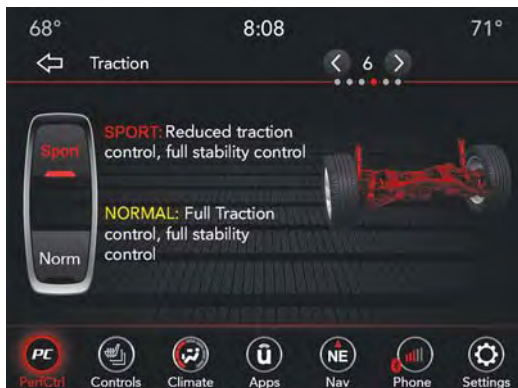 68°
8:08
71°
Traction
6
Sport
SPORT: Reduced traction
control, full stability control
NORMAL: Full Traction
control, full stability
control
Norm
PC
PerfCtrl
Controls
Climate
û
Apps
NE
Nav
Phone
Settings